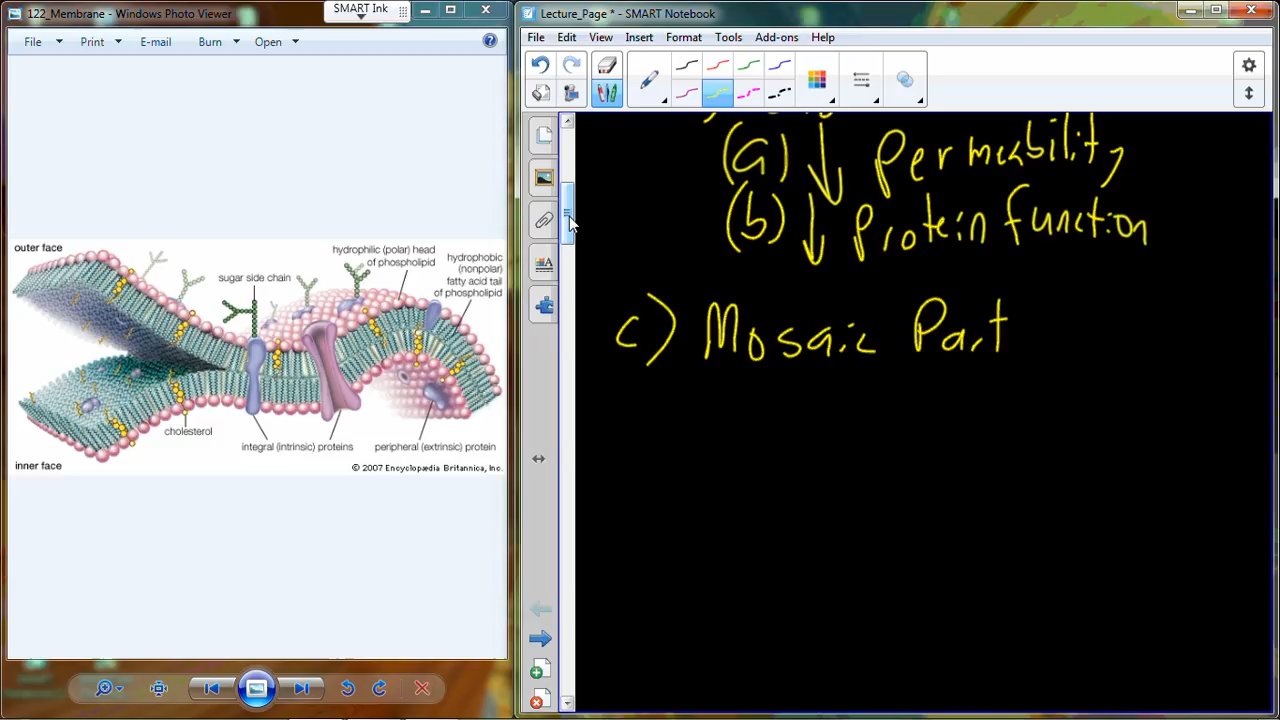 122_Membrane - Windows Photo Viewer
SMART Ink
File Print E-mail Burn Open
outer face
sugar side chain
hydrophilic (polar) head
of phospholipid
hydrophobic
(nonpolar)
fatty acid tail
of phospholipid
cholesterol
integral (intrinsic) proteins
peripheral (extrinsic) protein
inner face
© 2007 Encyclopædia Britannica, Inc.
Lecture_Page * - SMART Notebook
File Edit View Insert Format Tools Add-ons Help
(a) ↓ Permeability
(b) ↓ Protein function
c) Mosaic Part